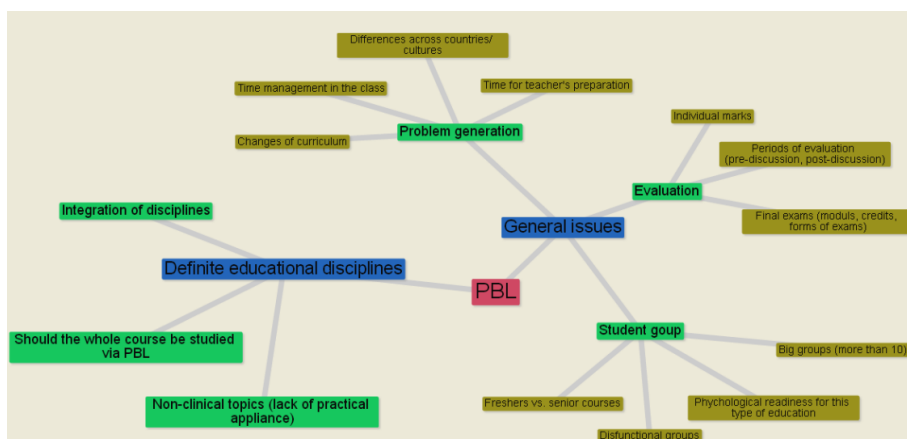 Differences across countries/
cultures
Time management in the class
Time for teacher's preparation
Changes of curriculum
Problem generation
Individual marks
Periods of evaluation
(pre-discussion, post-discussion)
Evaluation
Final exams (moduls, credits,
forms of exams)
Integration of disciplines
General issues
Definite educational disciplines
PBL
Should the whole course be studied
via PBL
Non-clinical topics (lack of practical
appliance)
Student goup
Big groups (more than 10)
Freshers vs. senior courses
Phychological readiness for this
type of education
Disfunctional groups